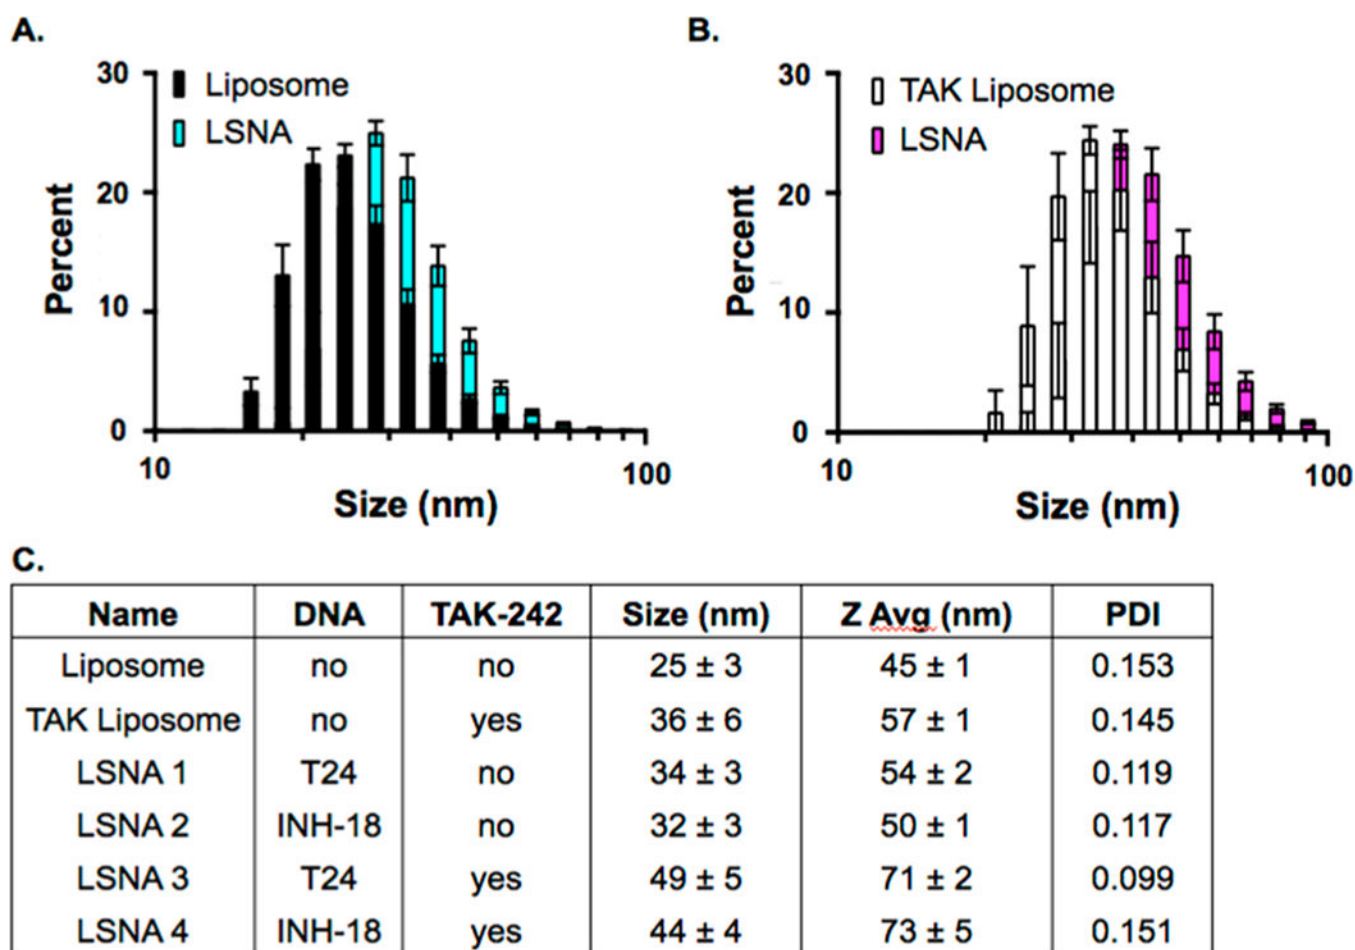 A.
30
20
10
0
Percent
Liposome
LSNA
10
100
Size (nm)
B.
30
20
10
0
Percent
TAK Liposome
LSNA
10
100
Size (nm)
C.
Name DNA TAK-242 Size (nm) Z Avg (nm) PDI
Liposome no no 25 ± 3 45 ± 1 0.153
TAK Liposome no yes 36 ± 6 57 ± 1 0.145
LSNA 1 T24 no 34 ± 3 54 ± 2 0.119
LSNA 2 INH-18 no 32 ± 3 50 ± 1 0.117
LSNA 3 T24 yes 49 ± 5 71 ± 2 0.099
LSNA 4 INH-18 yes 44 ± 4 73 ± 5 0.151